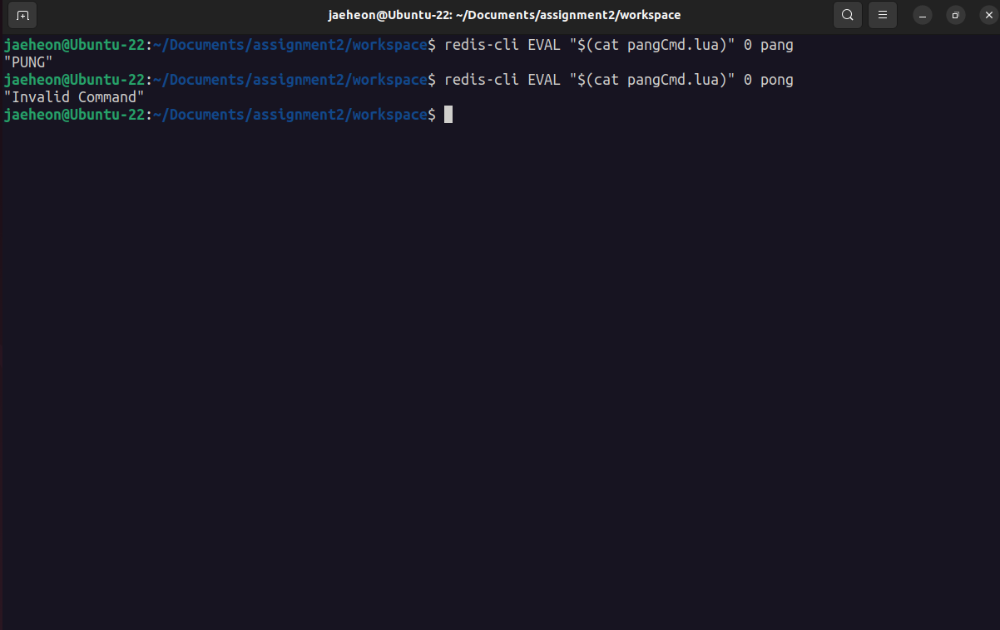 jaeheon@Ubuntu-22: ~/Documents/assignment2/workspace
jaeheon@Ubuntu-22:~/Documents/assignment2/workspace$ redis-cli EVAL "$(cat pangCmd.lua)" 0 pang
"PUNG"
jaeheon@Ubuntu-22:~/Documents/assignment2/workspace$ redis-cli EVAL "$(cat pangCmd.lua)" 0 pong
"Invalid Command"
jaeheon@Ubuntu-22:~/Documents/assignment2/workspace$